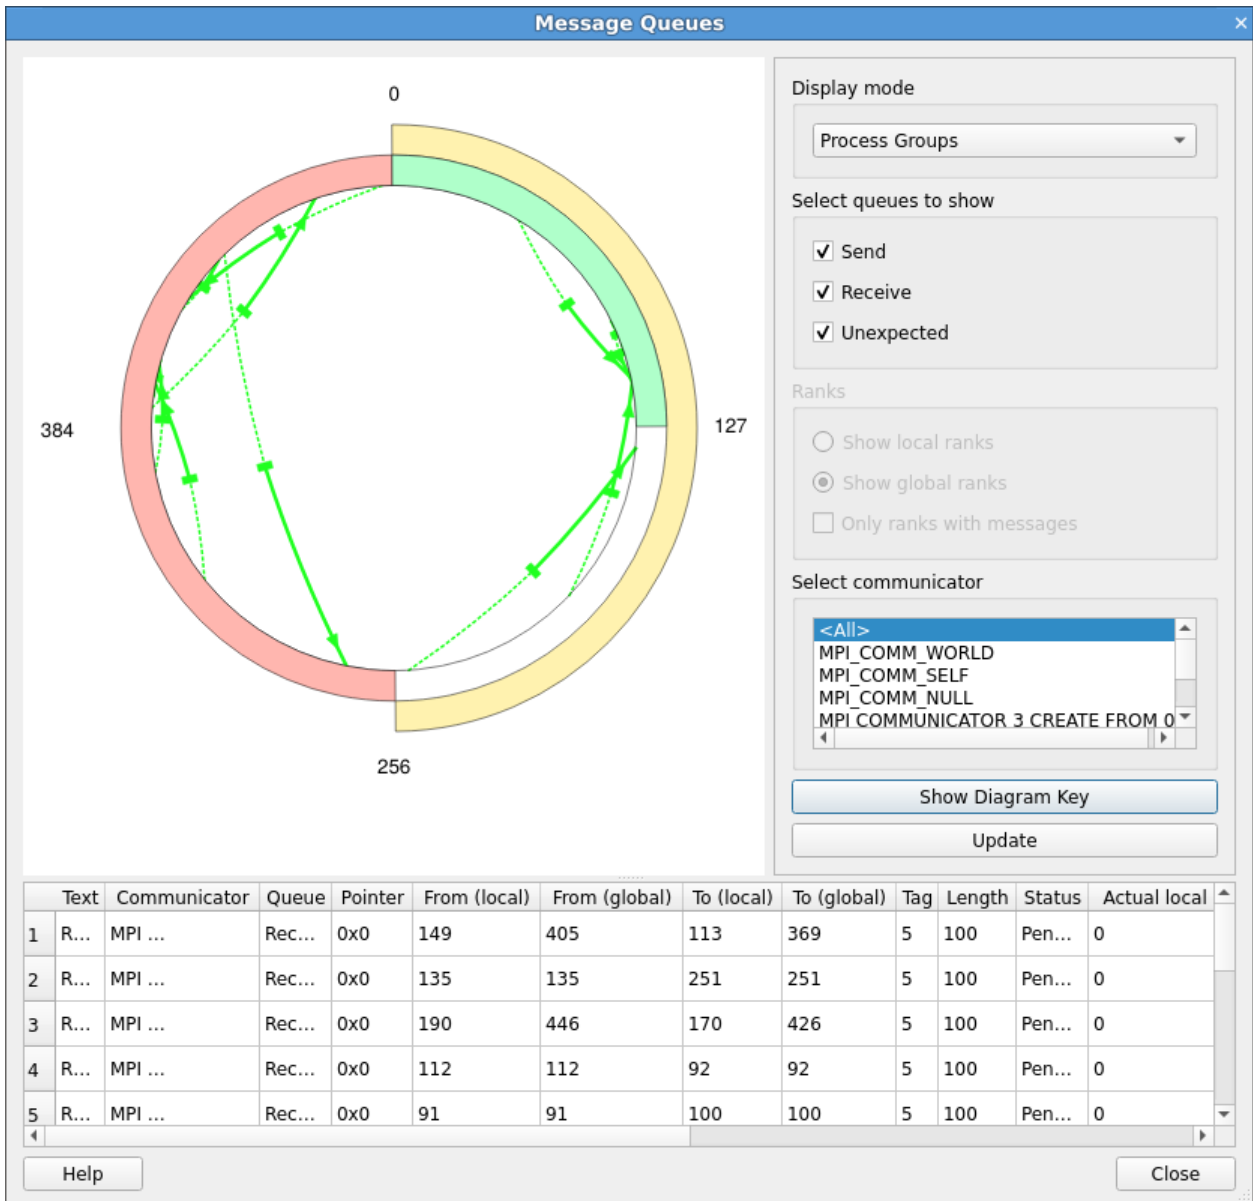 Message Queues
0
384
127
256
Display mode
Process Groups
Select queues to show
Send
Receive
Unexpected
Ranks
Show local ranks
Show global ranks
Only ranks with messages
Select communicator
<All>
MPI_COMM_WORLD
MPI_COMM_SELF
MPI_COMM_NULL
MPI COMMUNICATOR 3 CREATE FROM 0
Show Diagram Key
Update
Text Communicator Queue Pointer From (local) From (global) To (local) To (global) Tag Length Status Actual local
1 R... MPI ... Rec... 0x0 149 405 113 369 5 100 Pen... 0
2 R... MPI ... Rec... 0x0 135 135 251 251 5 100 Pen... 0
3 R... MPI ... Rec... 0x0 190 446 170 426 5 100 Pen... 0
4 R... MPI ... Rec... 0x0 112 112 92 92 5 100 Pen... 0
5 R... MPI ... Rec... 0x0 91 91 100 100 5 100 Pen... 0
Help
Close